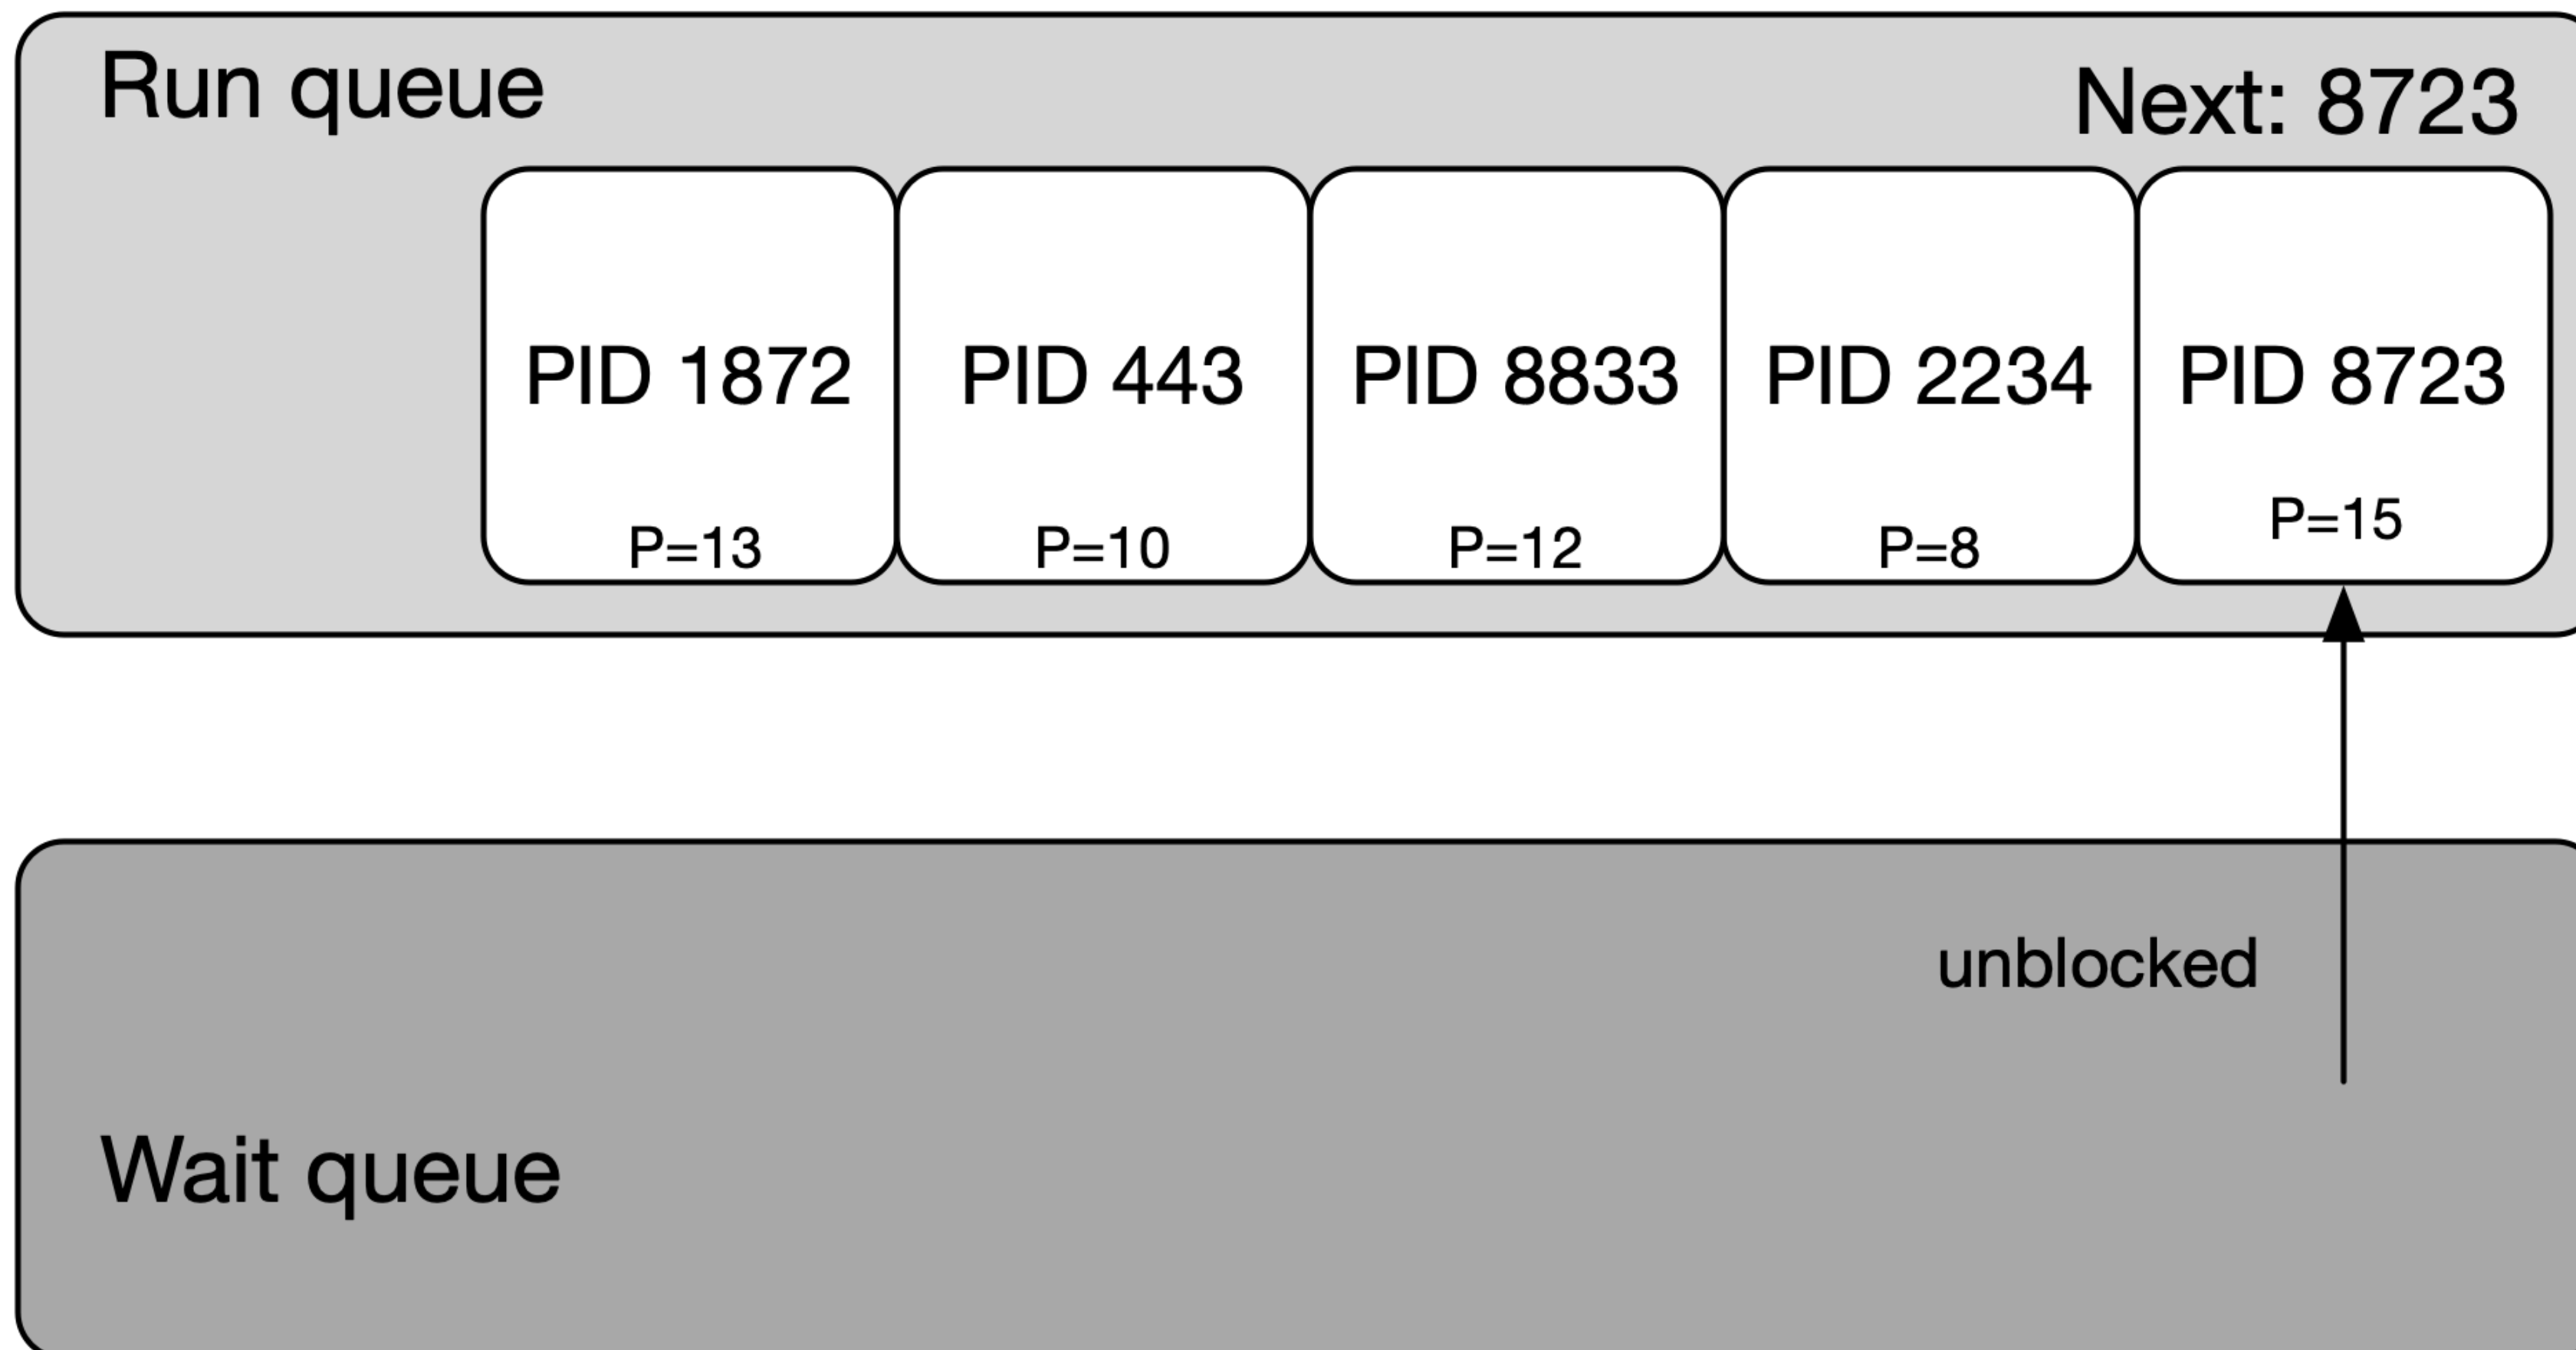 Run queue
Next: 8723
PID 1872
PID 443
PID 8833
PID 2234
PID 8723
P=13
P=10
P=12
P=8
P=15
unblocked
Wait queue